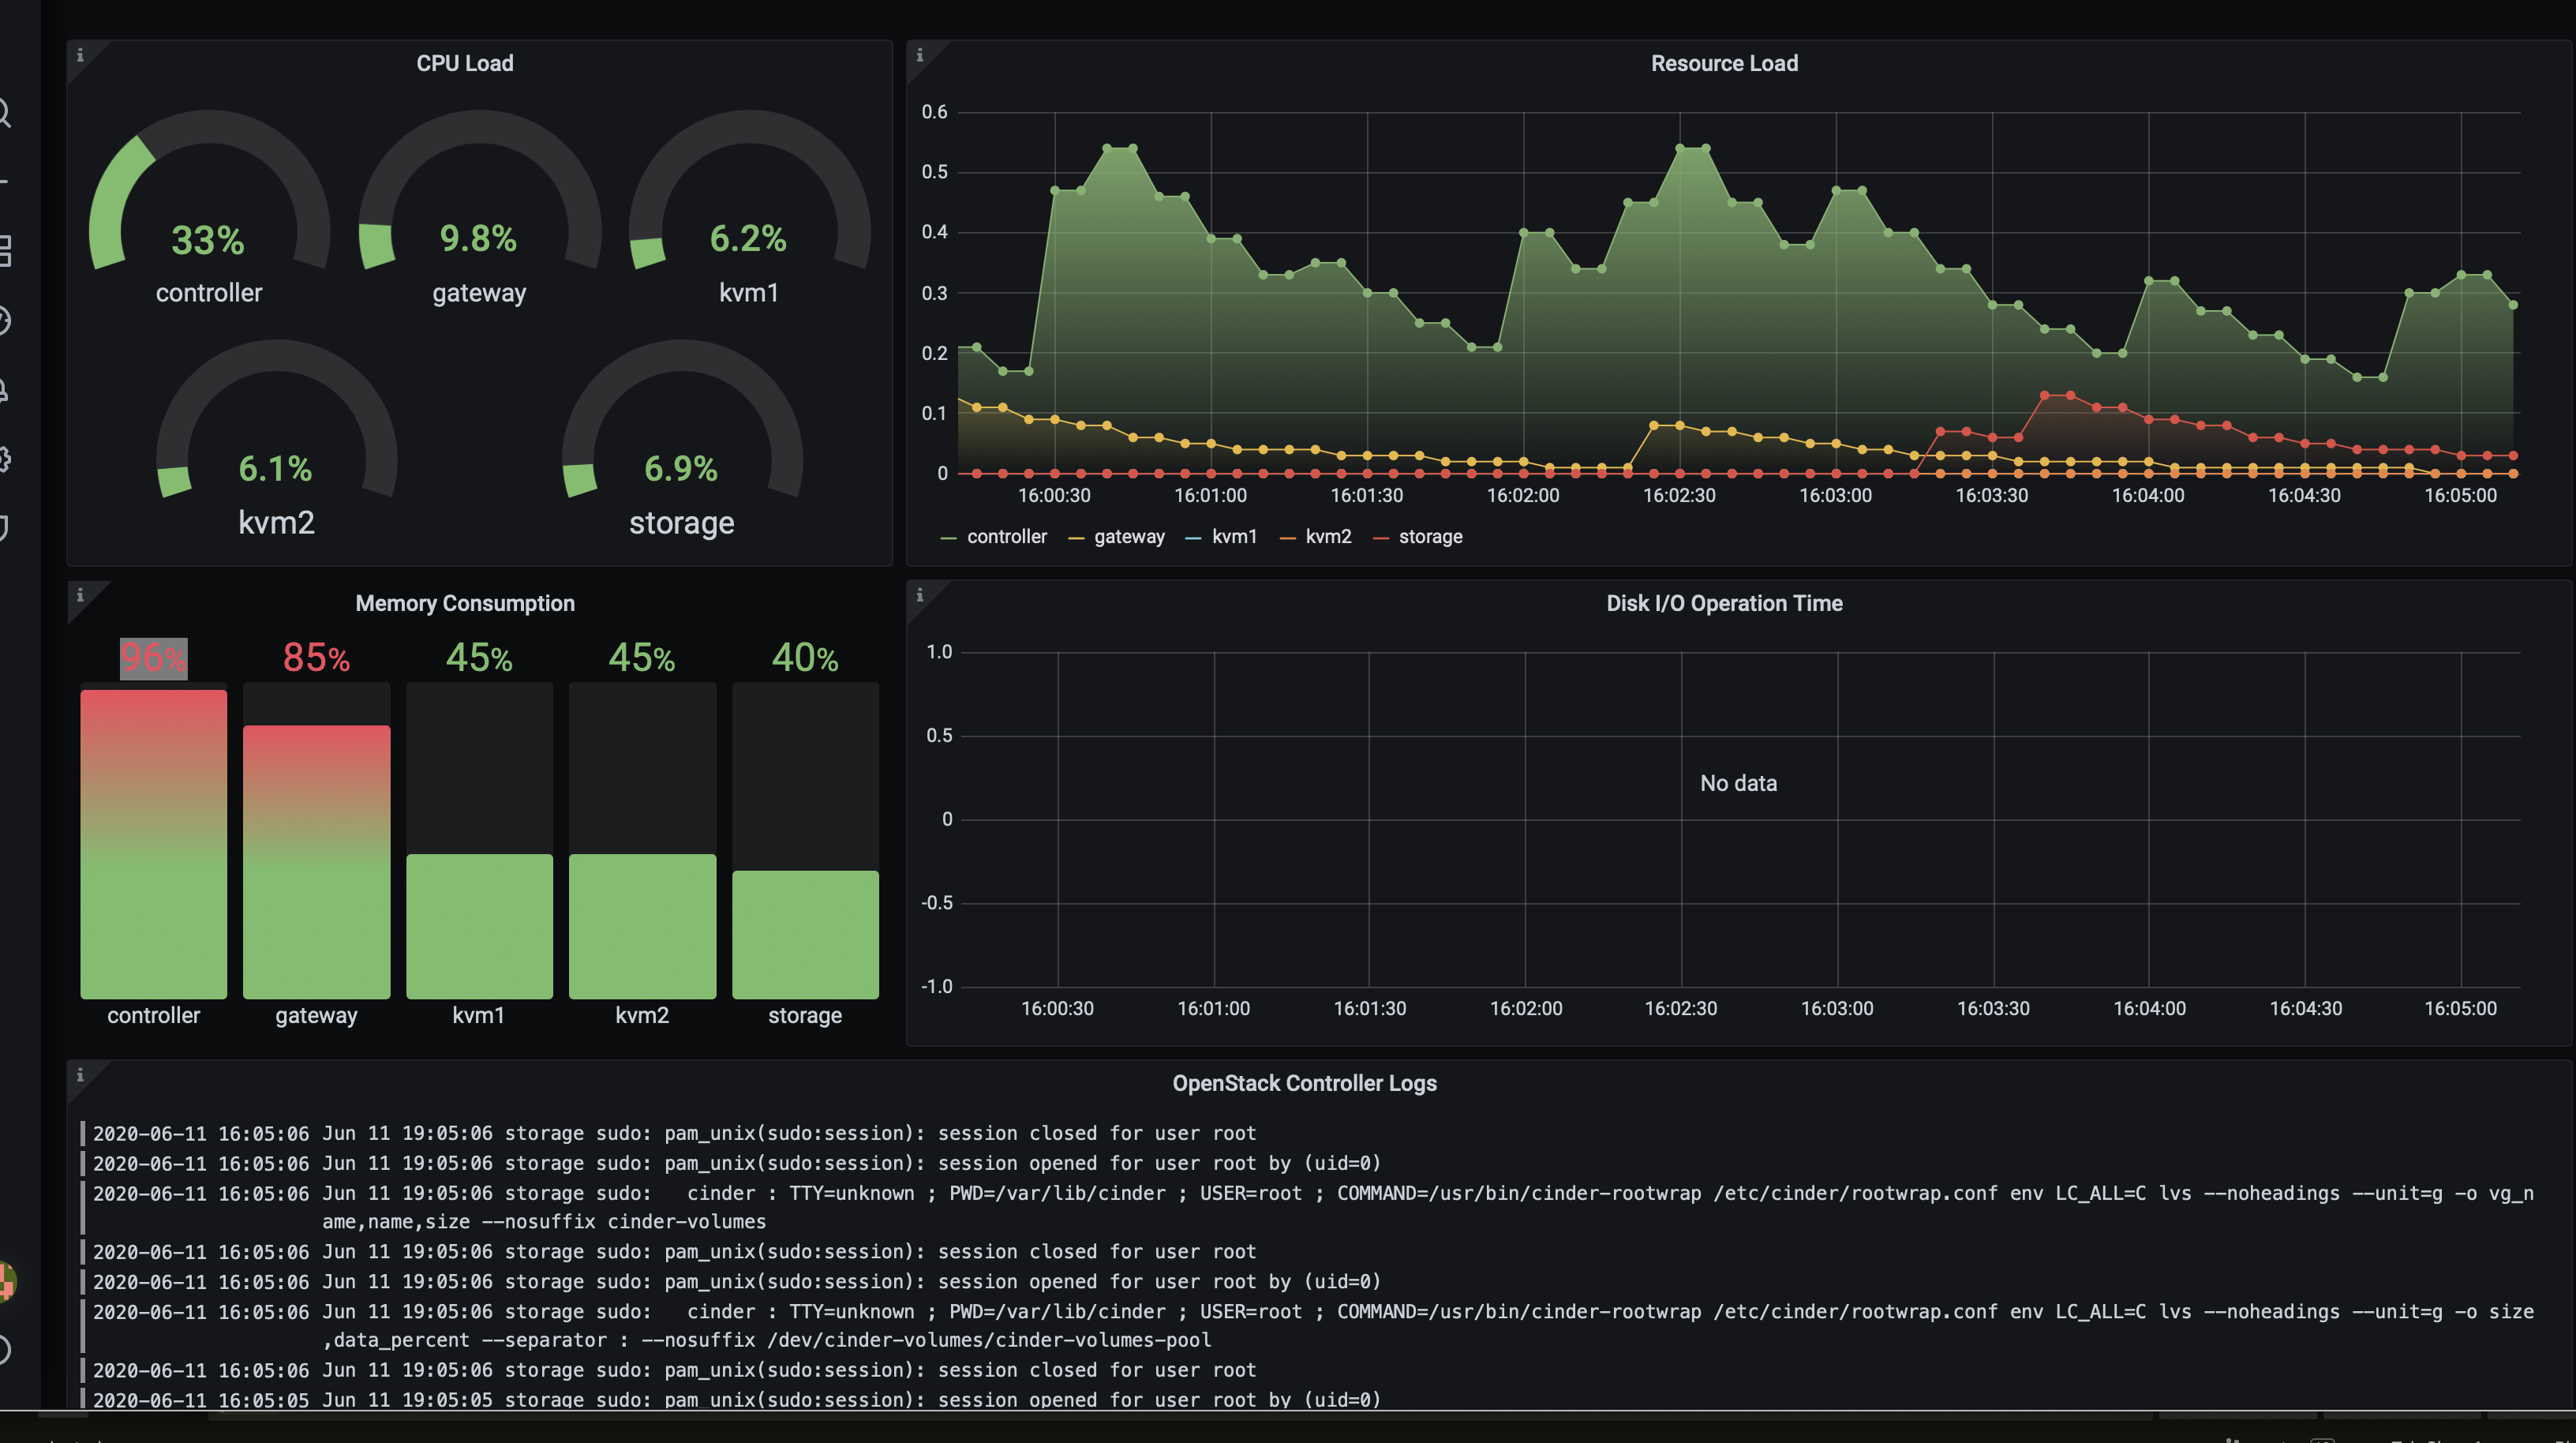 CPU Load
33%
controller
9.8%
gateway
6.2%
kvm1
6.1%
kvm2
6.9%
storage
Resource Load
0.6
0.5
0.4
0.3
0.2
0.1
0
16:00:30 16:01:00 16:01:30 16:02:00 16:02:30 16:03:00 16:03:30 16:04:00 16:04:30 16:05:00
controller gateway kvm1 kvm2 storage
Memory Consumption
96% 85% 45% 45% 40%
controller gateway kvm1 kvm2 storage
Disk I/O Operation Time
1.0
0.5
No data
0
-0.5
-1.0
16:00:30 16:01:00 16:01:30 16:02:00 16:02:30 16:03:00 16:03:30 16:04:00 16:04:30 16:05:00
OpenStack Controller Logs
2020-06-11 16:05:06 Jun 11 19:05:06 storage sudo: pam_unix(sudo:session): session closed for user root
2020-06-11 16:05:06 Jun 11 19:05:06 storage sudo: pam_unix(sudo:session): session opened for user root by (uid=0)
2020-06-11 16:05:06 Jun 11 19:05:06 storage sudo:   cinder : TTY=unknown ; PWD=/var/lib/cinder ; USER=root ; COMMAND=/usr/bin/cinder-rootwrap /etc/cinder/rootwrap.conf env LC_ALL=C lvs --noheadings --unit=g -o vg_n
ame,name,size --nosuffix cinder-volumes
2020-06-11 16:05:06 Jun 11 19:05:06 storage sudo: pam_unix(sudo:session): session closed for user root
2020-06-11 16:05:06 Jun 11 19:05:06 storage sudo: pam_unix(sudo:session): session opened for user root by (uid=0)
2020-06-11 16:05:06 Jun 11 19:05:06 storage sudo:   cinder : TTY=unknown ; PWD=/var/lib/cinder ; USER=root ; COMMAND=/usr/bin/cinder-rootwrap /etc/cinder/rootwrap.conf env LC_ALL=C lvs --noheadings --unit=g -o size
,data_percent --separator : --nosuffix /dev/cinder-volumes/cinder-volumes-pool
2020-06-11 16:05:06 Jun 11 19:05:06 storage sudo: pam_unix(sudo:session): session closed for user root
2020-06-11 16:05:05 Jun 11 19:05:05 storage sudo: pam_unix(sudo:session): session opened for user root by (uid=0)